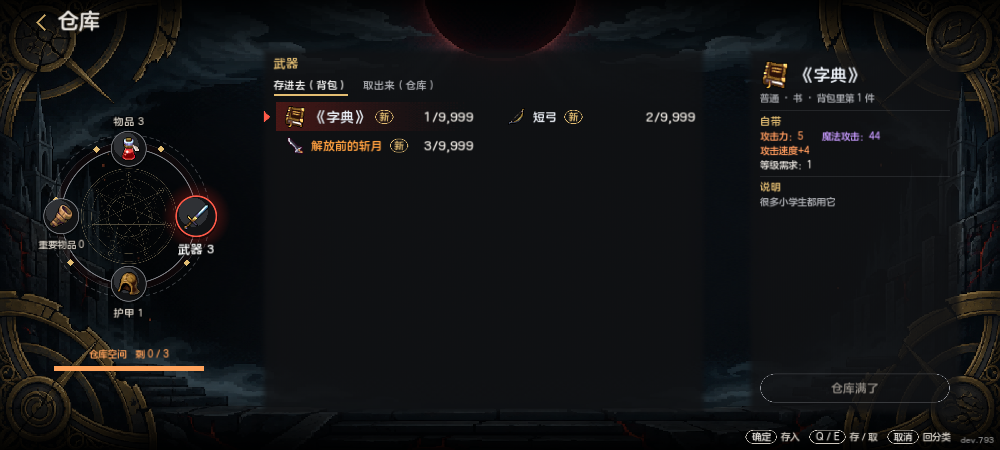 仓库
武器
存进去（背包） 取出来（仓库）
《字典》 新 1/9,999 短弓 新 2/9,999
解放前的斩月 新 3/9,999
物品 3
重要物品 0
武器 3
护甲 1
仓库空间 剩 0 / 3
《字典》
普通 · 书 · 背包里第 1 件
自带
攻击力: 5 魔法攻击: 44
攻击速度+4
等级需求: 1
说明
很多小学生都用它
仓库满了
确定 存入 Q / E 存 / 取 取消 回分类
dev.793